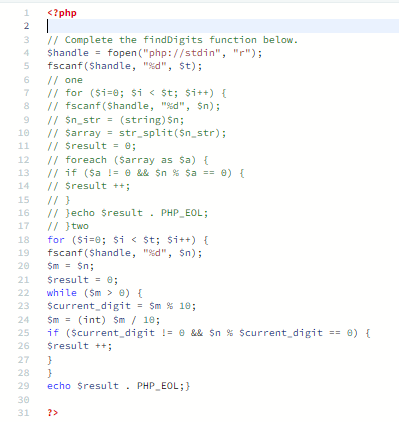 1 <?php
2
3 // Complete the findDigits function below.
4 $handle = fopen("php://stdin", "r");
5 fscanf($handle, "%d", $t);
6 // one
7 // for ($i=0; $i < $t; $i++) {
8 // fscanf($handle, "%d", $n);
9 // $n_str = (string)$n;
10 // $array = str_split($n_str);
11 // $result = 0;
12 // foreach ($array as $a) {
13 // if ($a != 0 && $n % $a == 0) {
14 // $result ++;
15 // }
16 // }echo $result . PHP_EOL;
17 // }two
18 for ($i=0; $i < $t; $i++) {
19 fscanf($handle, "%d", $n);
20 $m = $n;
21 $result = 0;
22 while ($m > 0) {
23 $current_digit = $m % 10;
24 $m = (int) $m / 10;
25 if ($current_digit != 0 && $n % $current_digit == 0) {
26 $result ++;
27 }
28 }
29 echo $result . PHP_EOL;}
30
31 ?>